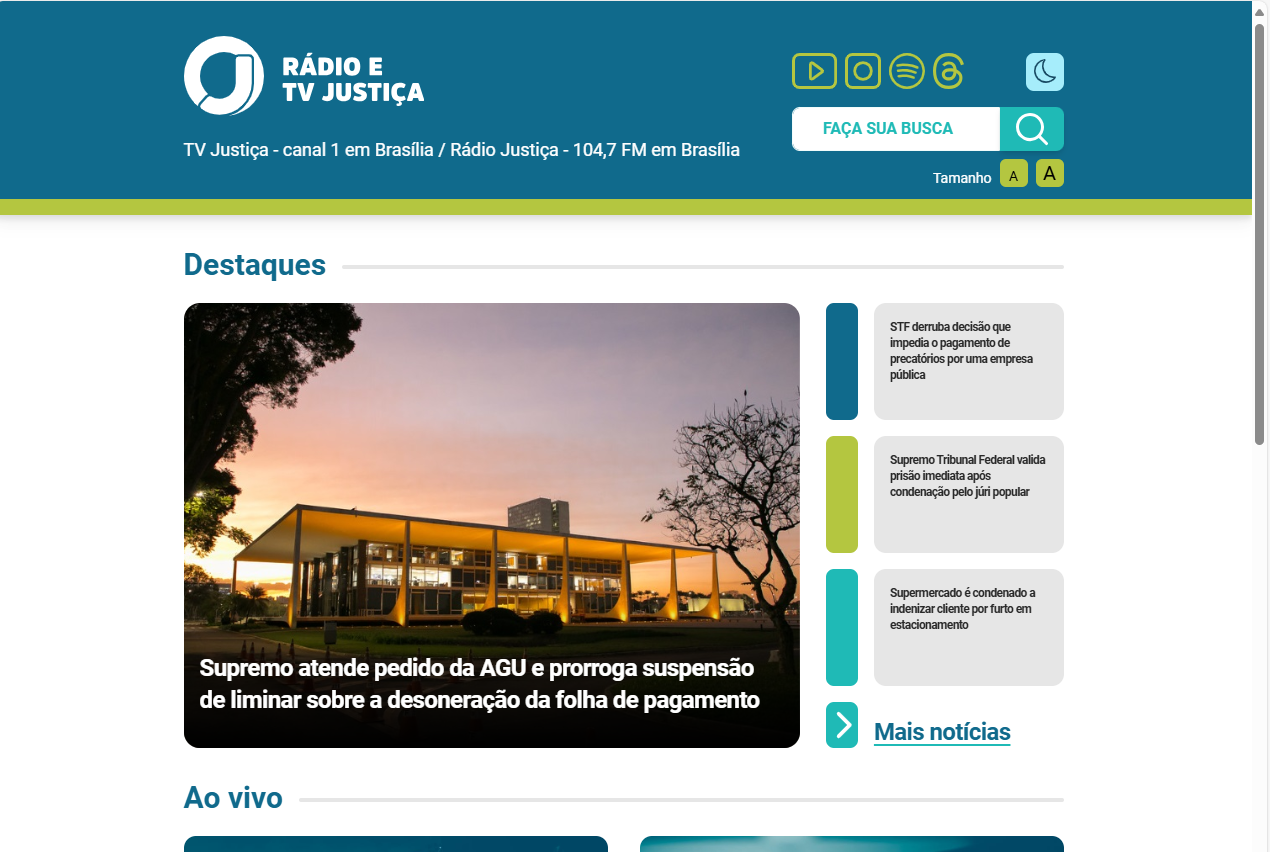 RÁDIO E
TV JUSTIÇA
TV Justiça - canal 1 em Brasília / Rádio Justiça - 104,7 FM em Brasília
FAÇA SUA BUSCA
Tamanho A A
Destaques
Supremo atende pedido da AGU e prorroga suspensão
de liminar sobre a desoneração da folha de pagamento
STF derruba decisão que
impedia o pagamento de
precatórios por uma empresa
pública
Supremo Tribunal Federal valida
prisão imediata após
condenação pelo júri popular
Supermercado é condenado a
indenizar cliente por furto em
estacionamento
Mais notícias
Ao vivo